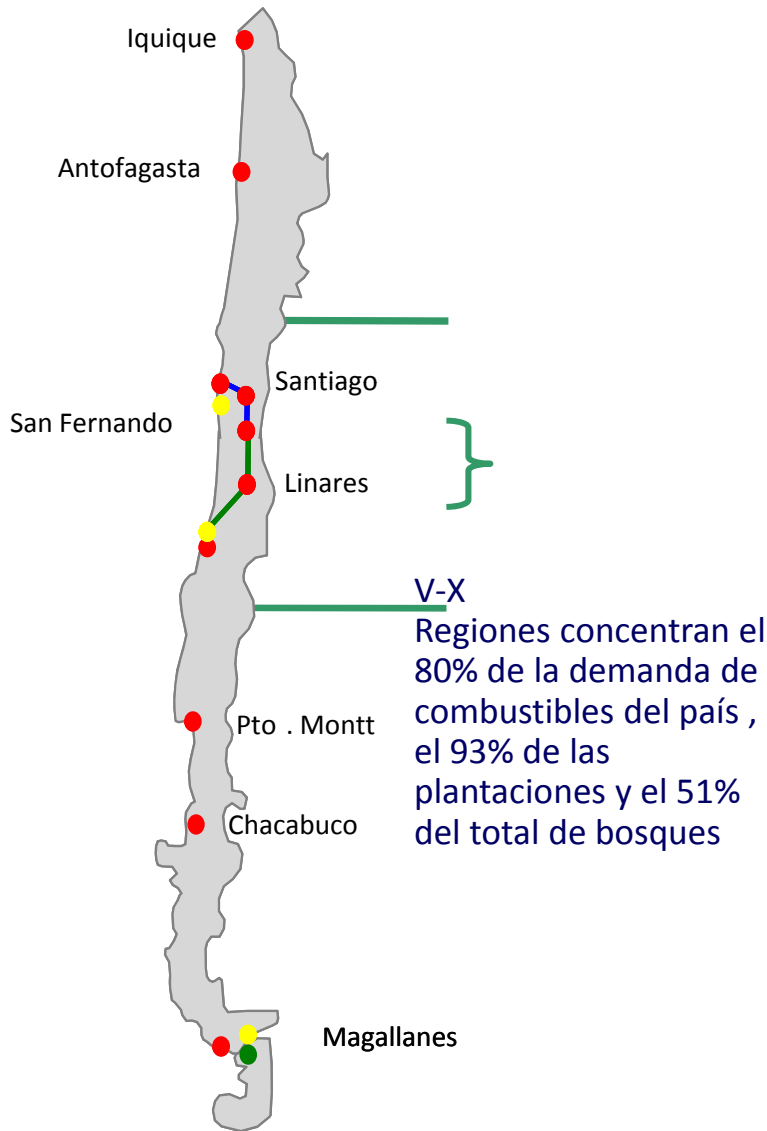 Iquique
Antofagasta
Santiago
San Fernando
Linares
V-X
Regiones concentran el
80% de la demanda de
combustibles del país ,
el 93% de las
plantaciones y el 51%
del total de bosques
Pto . Montt
Chacabuco
Magallanes